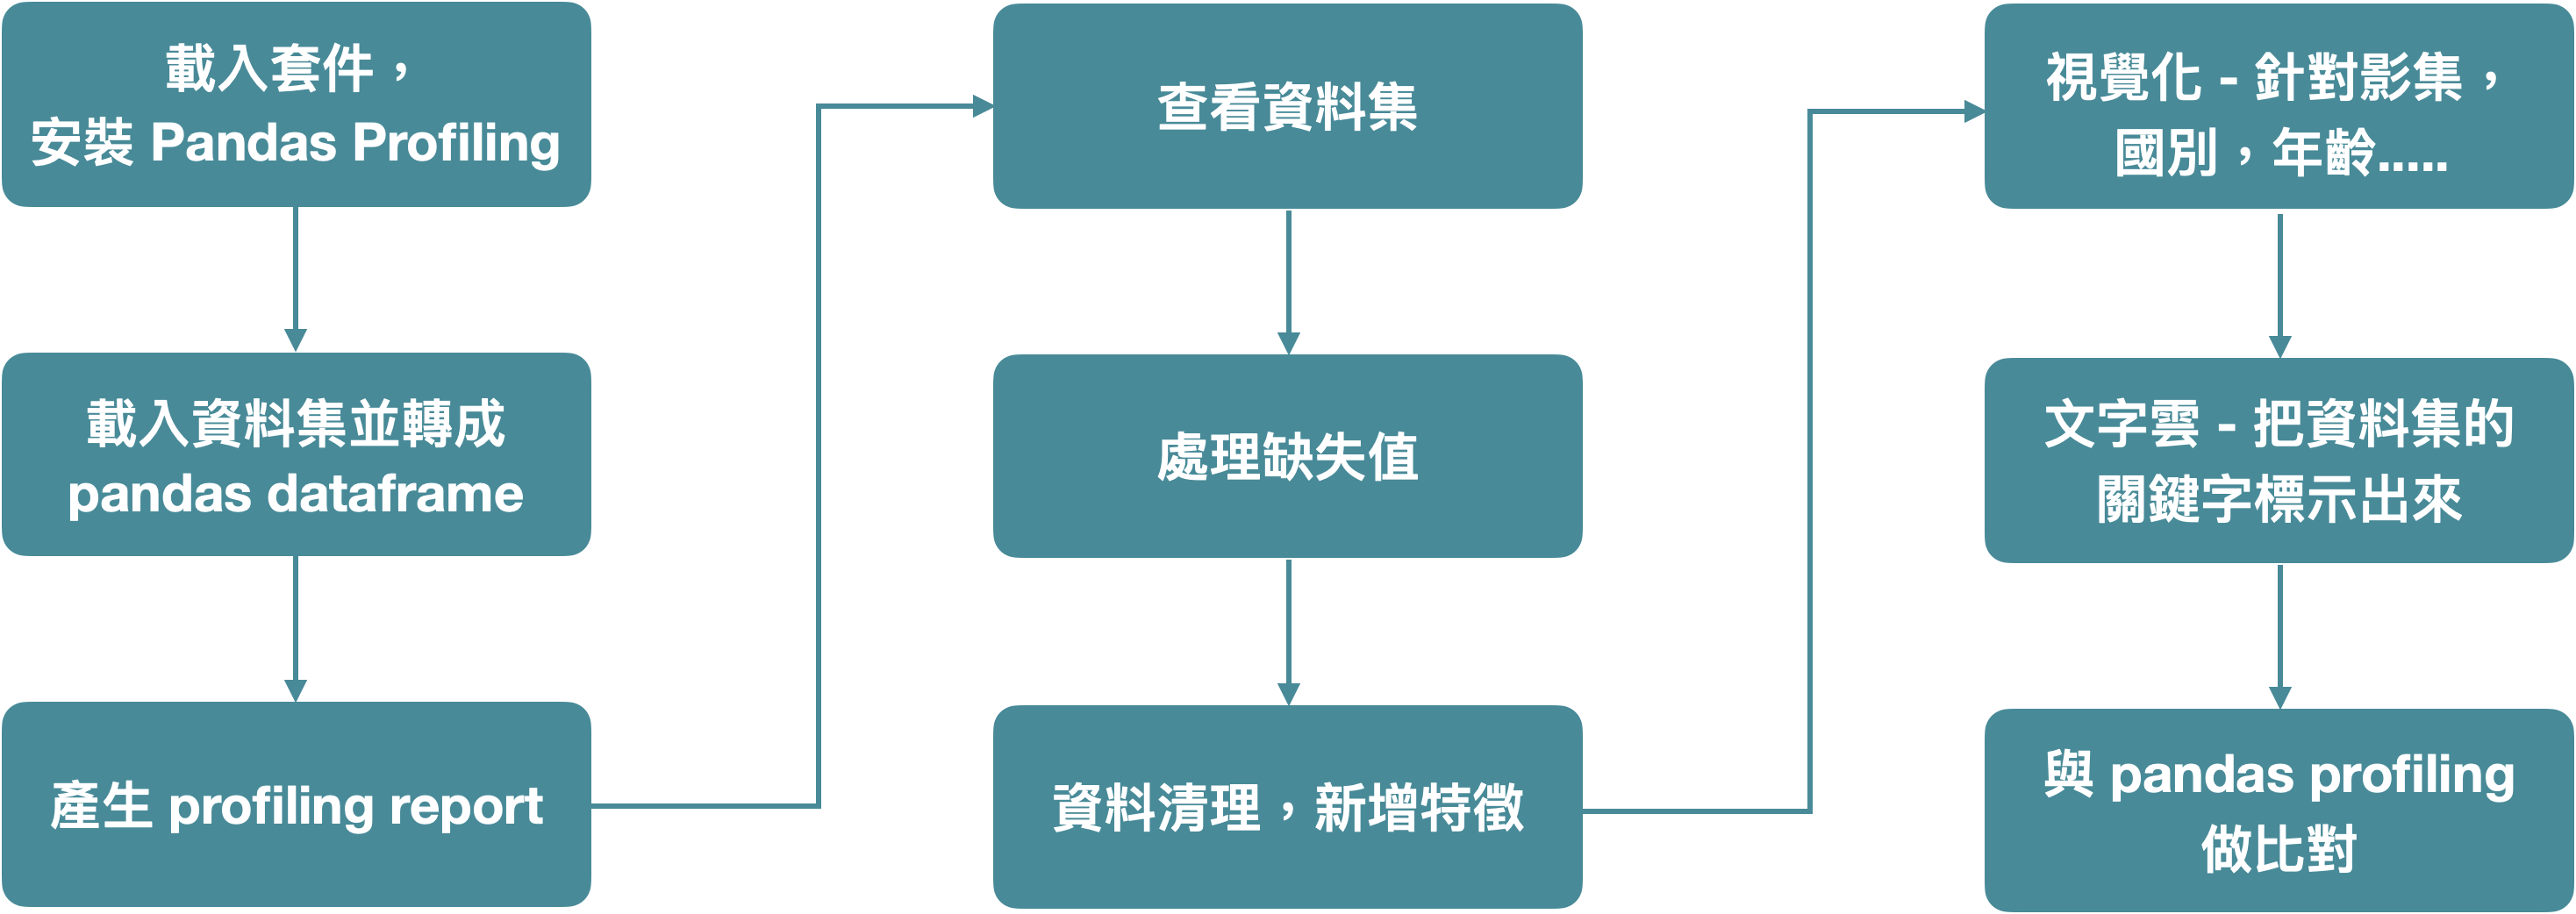 載入套件，
安裝 Pandas Profiling
載入資料集並轉成
pandas dataframe
產生 profiling report
查看資料集
處理缺失值
資料清理，新增特徵
視覺化 - 針對影集，
國別，年齡.....
文字雲 - 把資料集的
關鍵字標示出來
與 pandas profiling
做比對